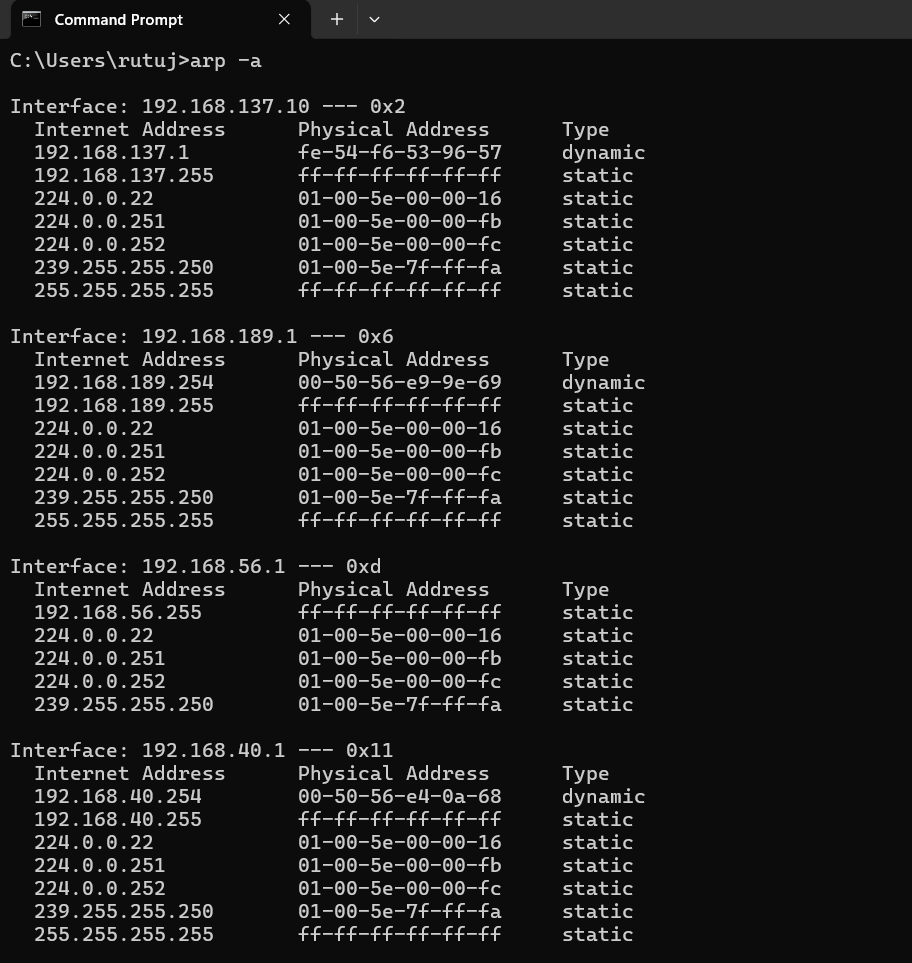 Command Prompt
C:\Users\rutuj>arp -a
Interface: 192.168.137.10 --- 0x2
Internet Address Physical Address Type
192.168.137.1 fe-54-f6-53-96-57 dynamic
192.168.137.255 ff-ff-ff-ff-ff-ff static
224.0.0.22 01-00-5e-00-00-16 static
224.0.0.251 01-00-5e-00-00-fb static
224.0.0.252 01-00-5e-00-00-fc static
239.255.255.250 01-00-5e-7f-ff-fa static
255.255.255.255 ff-ff-ff-ff-ff-ff static
Interface: 192.168.189.1 --- 0x6
Internet Address Physical Address Type
192.168.189.254 00-50-56-e9-9e-69 dynamic
192.168.189.255 ff-ff-ff-ff-ff-ff static
224.0.0.22 01-00-5e-00-00-16 static
224.0.0.251 01-00-5e-00-00-fb static
224.0.0.252 01-00-5e-00-00-fc static
239.255.255.250 01-00-5e-7f-ff-fa static
255.255.255.255 ff-ff-ff-ff-ff-ff static
Interface: 192.168.56.1 --- 0xd
Internet Address Physical Address Type
192.168.56.255 ff-ff-ff-ff-ff-ff static
224.0.0.22 01-00-5e-00-00-16 static
224.0.0.251 01-00-5e-00-00-fb static
224.0.0.252 01-00-5e-00-00-fc static
239.255.255.250 01-00-5e-7f-ff-fa static
Interface: 192.168.40.1 --- 0x11
Internet Address Physical Address Type
192.168.40.254 00-50-56-e4-0a-68 dynamic
192.168.40.255 ff-ff-ff-ff-ff-ff static
224.0.0.22 01-00-5e-00-00-16 static
224.0.0.251 01-00-5e-00-00-fb static
224.0.0.252 01-00-5e-00-00-fc static
239.255.255.250 01-00-5e-7f-ff-fa static
255.255.255.255 ff-ff-ff-ff-ff-ff static